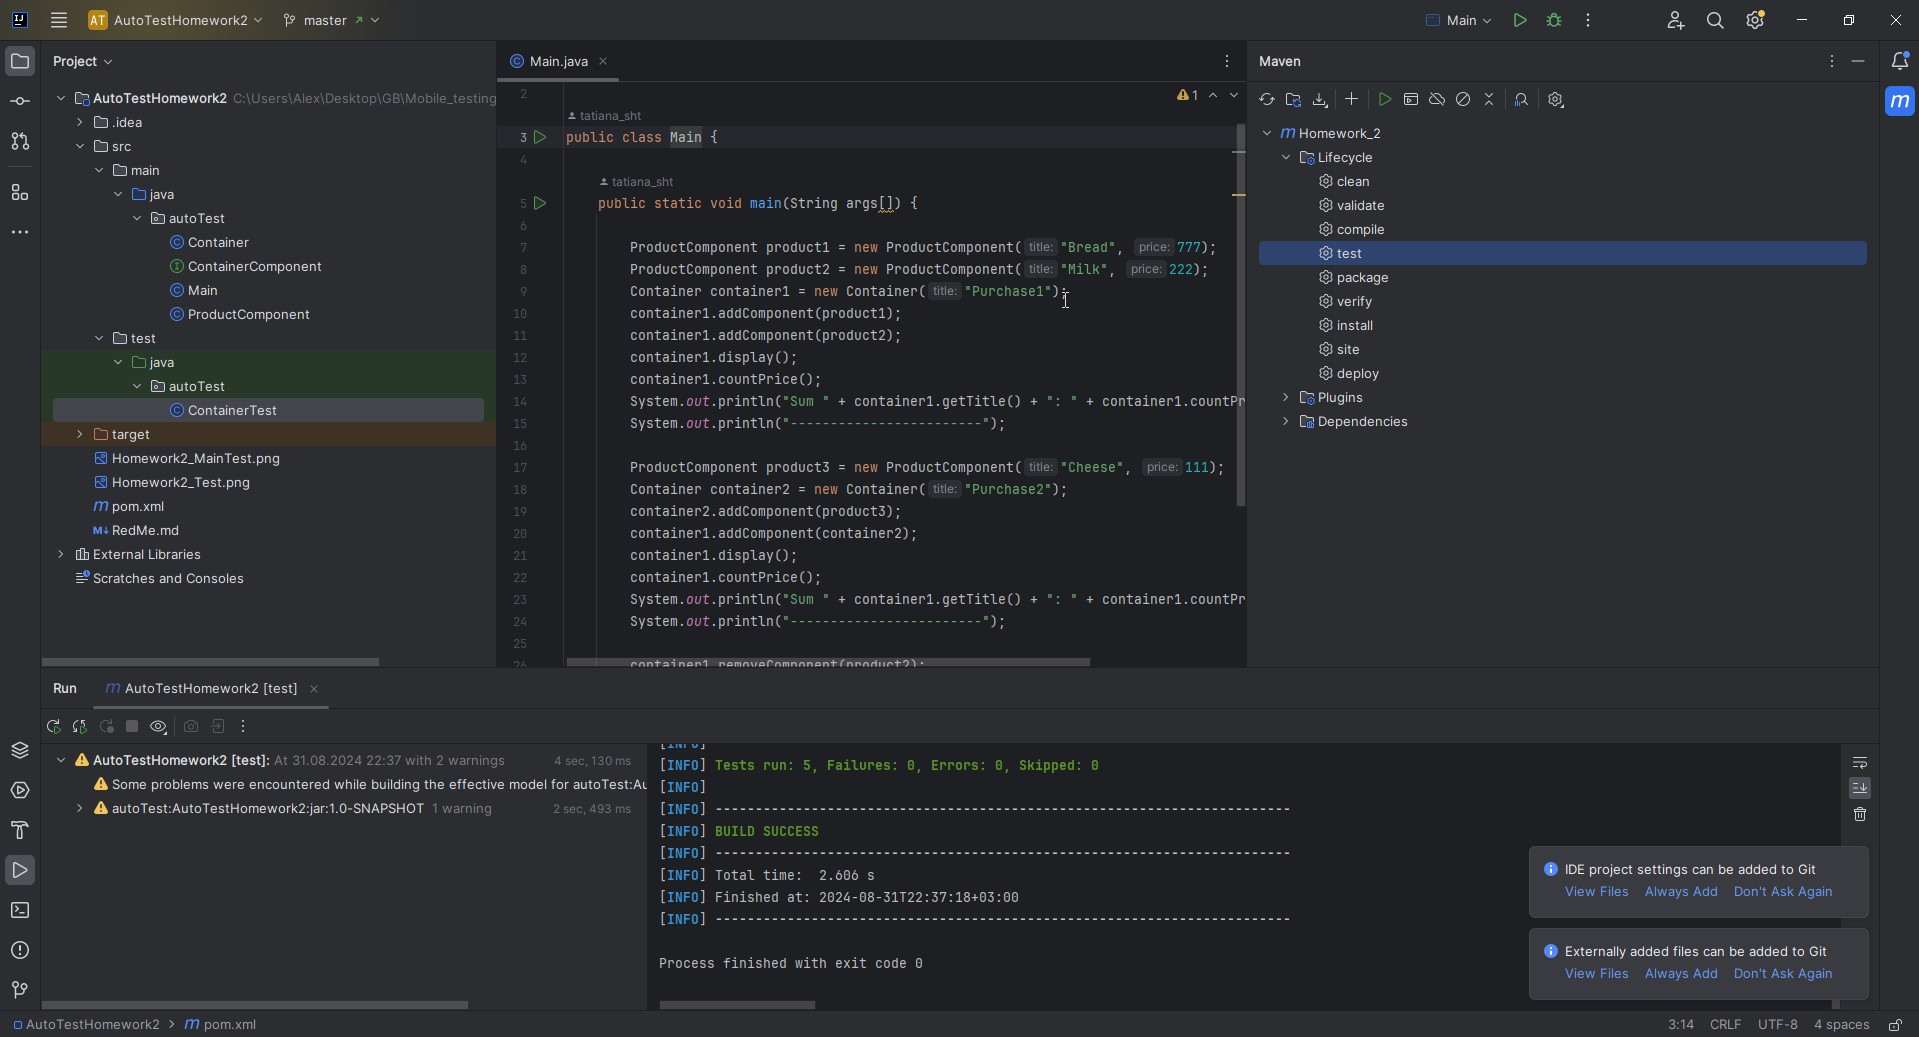 AT AutoTestHomework2 master Main
Project
AutoTestHomework2 C:\Users\Alex\Desktop\GB\Mobile_testing
.idea
src
main
java
autoTest
Container
ContainerComponent
Main
ProductComponent
test
java
autoTest
ContainerTest
target
Homework2_MainTest.png
Homework2_Test.png
pom.xml
RedMe.md
External Libraries
Scratches and Consoles
Main.java
1
2
tatiana_sht
3 public class Main {
4
tatiana_sht
5 public static void main(String args[]) {
6
7 ProductComponent product1 = new ProductComponent( title: "Bread", price: 777);
8 ProductComponent product2 = new ProductComponent( title: "Milk", price: 222);
9 Container container1 = new Container( title: "Purchase1");
10 container1.addComponent(product1);
11 container1.addComponent(product2);
12 container1.display();
13 container1.countPrice();
14 System.out.println("Sum " + container1.getTitle() + ": " + container1.countPr
15 System.out.println("------------------------");
16
17 ProductComponent product3 = new ProductComponent( title: "Cheese", price: 111);
18 Container container2 = new Container( title: "Purchase2");
19 container2.addComponent(product3);
20 container1.addComponent(container2);
21 container1.display();
22 container1.countPrice();
23 System.out.println("Sum " + container1.getTitle() + ": " + container1.countPr
24 System.out.println("------------------------");
25
26 container1.removeComponent(product2);
Maven
Homework_2
Lifecycle
clean
validate
compile
test
package
verify
install
site
deploy
Plugins
Dependencies
Run AutoTestHomework2 [test]
AutoTestHomework2 [test]: At 31.08.2024 22:37 with 2 warnings 4 sec, 130 ms
Some problems were encountered while building the effective model for autoTest:Au
autoTest:AutoTestHomework2:jar:1.0-SNAPSHOT 1 warning 2 sec, 493 ms
[INFO]
[INFO] Tests run: 5, Failures: 0, Errors: 0, Skipped: 0
[INFO]
[INFO] ------------------------------------------------------------------------
[INFO] BUILD SUCCESS
[INFO] ------------------------------------------------------------------------
[INFO] Total time:  2.606 s
[INFO] Finished at: 2024-08-31T22:37:18+03:00
[INFO] ------------------------------------------------------------------------
Process finished with exit code 0
IDE project settings can be added to Git
View Files Always Add Don't Ask Again
Externally added files can be added to Git
View Files Always Add Don't Ask Again
AutoTestHomework2 > pom.xml
3:14 CRLF UTF-8 4 spaces